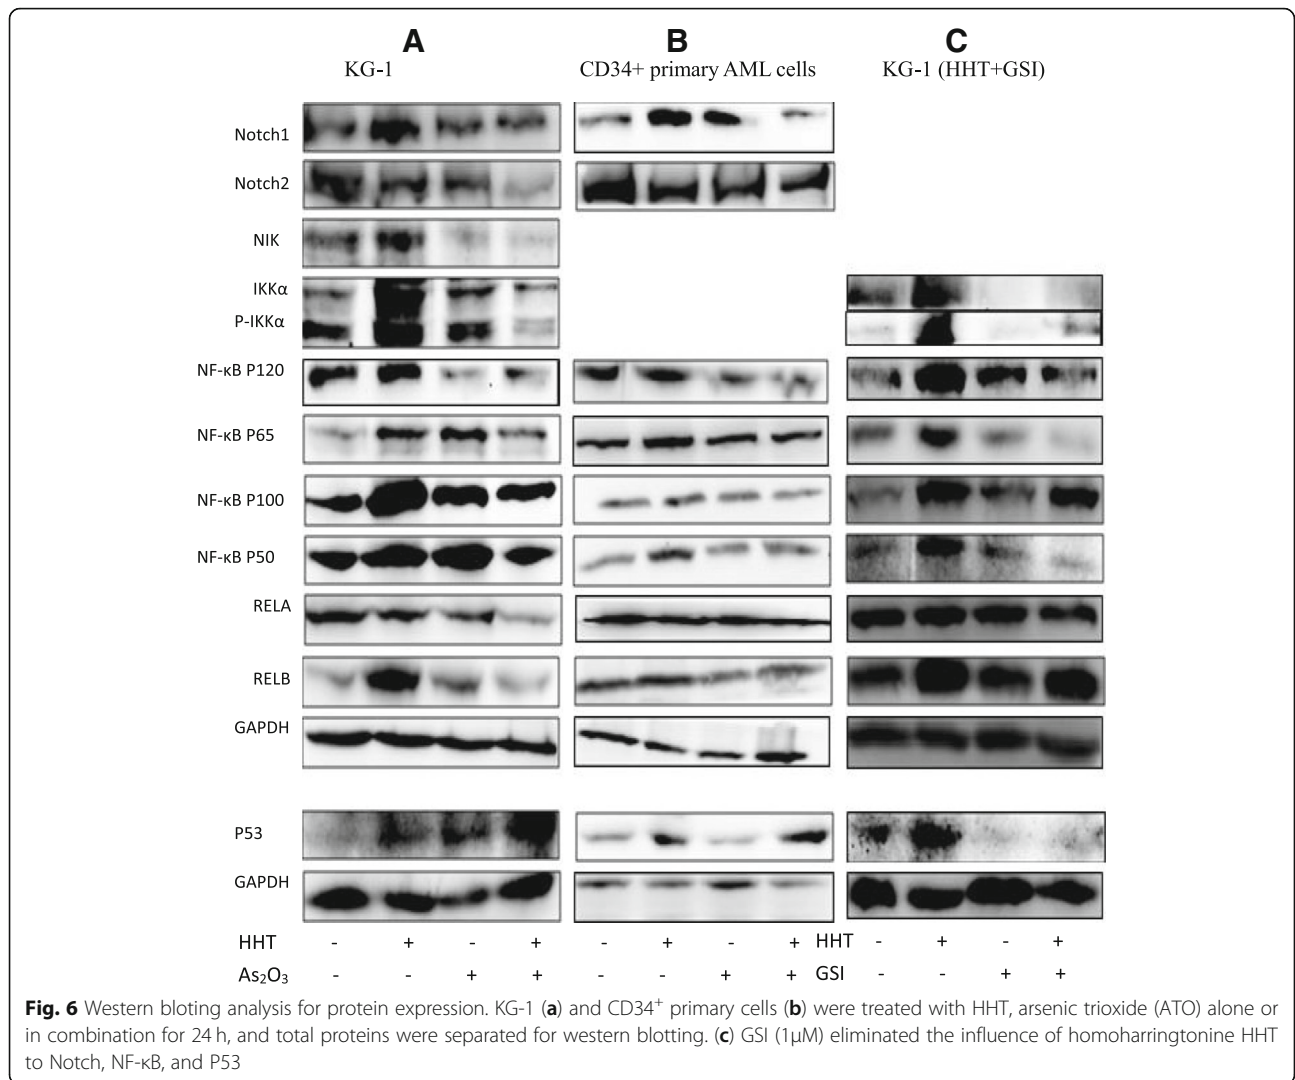 A B C
KG-1 CD34+ primary AML cells KG-1 (HHT+GSI)
Notch1
Notch2
NIK
IKKα
P-IKKα
NF-κB P120
NF-κB P65
NF-κB P100
NF-κB P50
RELA
RELB
GAPDH
P53
GAPDH
HHT - + - + - + - + HHT - + - +
As₂O₃ - - + + - - + + GSI - - + +
Fig. 6 Western bloting analysis for protein expression. KG-1 (a) and CD34⁺ primary cells (b) were treated with HHT, arsenic trioxide (ATO) alone or
in combination for 24 h, and total proteins were separated for western blotting. (c) GSI (1μM) eliminated the influence of homoharringtonine HHT
to Notch, NF-κB, and P53